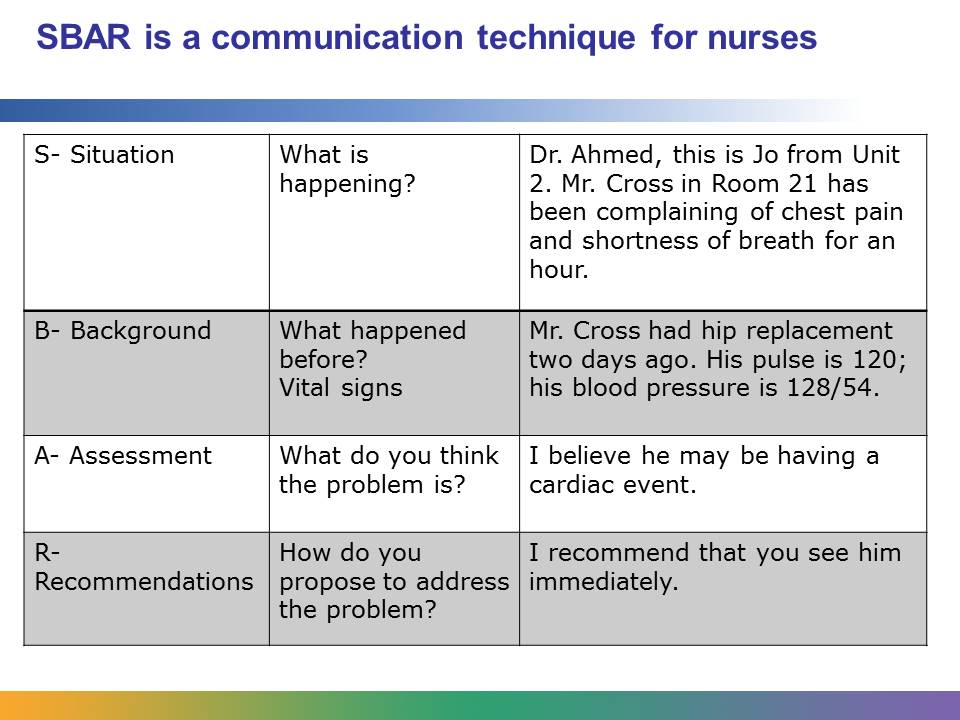 SBAR is a communication technique for nurses
S- Situation
What is
happening?
Dr. Ahmed, this is Jo from Unit
2. Mr. Cross in Room 21 has
been complaining of chest pain
and shortness of breath for an
hour.
B- Background
What happened
before?
Vital signs
Mr. Cross had hip replacement
two days ago. His pulse is 120;
his blood pressure is 128/54.
A- Assessment
What do you think
the problem is?
I believe he may be having a
cardiac event.
R-
Recommendations
How do you
propose to address
the problem?
I recommend that you see him
immediately.